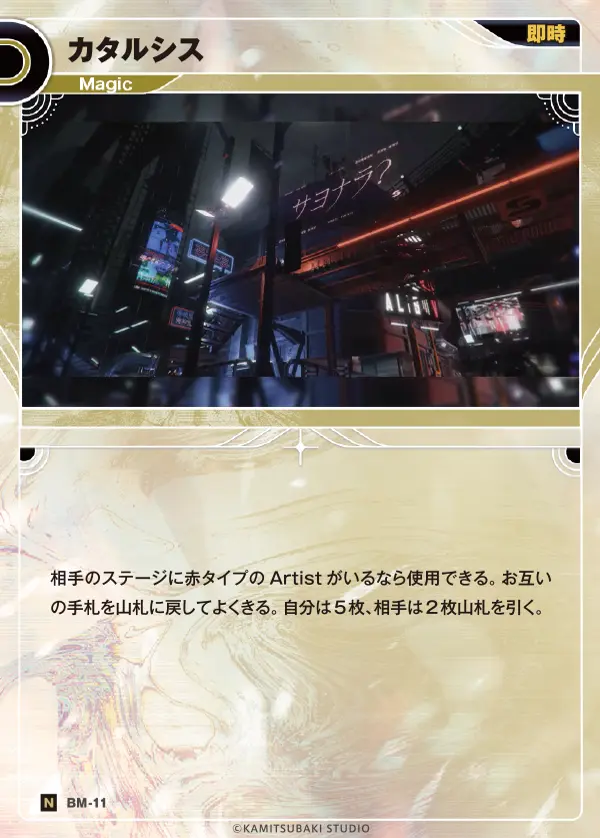 即時
カタルシス
Magic
サヨナラ?
相手のステージに赤タイプの Artist がいるなら使用できる。お互い
の手札を山札に戻してよくきる。自分は5枚、相手は2枚山札を引く。
N BM-11
©KAMITSUBAKI STUDIO